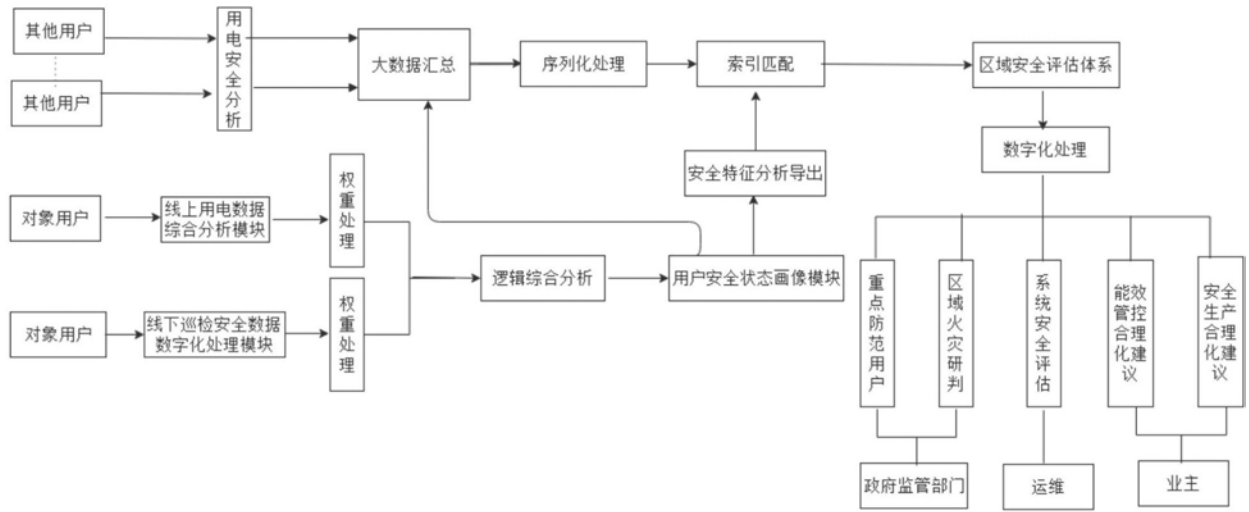 其他用户
其他用户
用电安全分析
大数据汇总
序列化处理
索引匹配
区域安全评估体系
数字化处理
安全特征分析导出
对象用户
线上用电数据
综合分析模块
权重处理
对象用户
线下巡检安全数据
数字化处理模块
权重处理
逻辑综合分析
用户安全状态画像模块
重点防范用户
区域火灾研判
系统安全评估
能效
管控
合理
化建
议
安全
生产
合理
化建
议
政府监管部门
运维
业主